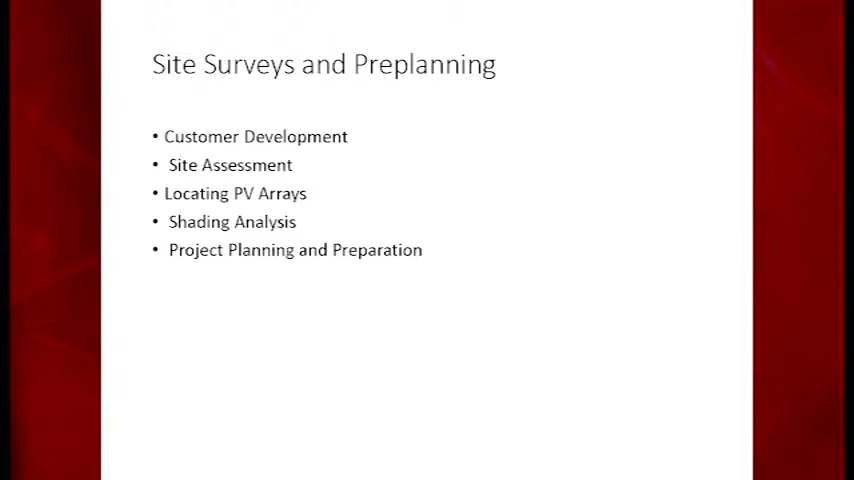 Site Surveys and Preplanning
• Customer Development
• Site Assessment
• Locating PV Arrays
• Shading Analysis
• Project Planning and Preparation